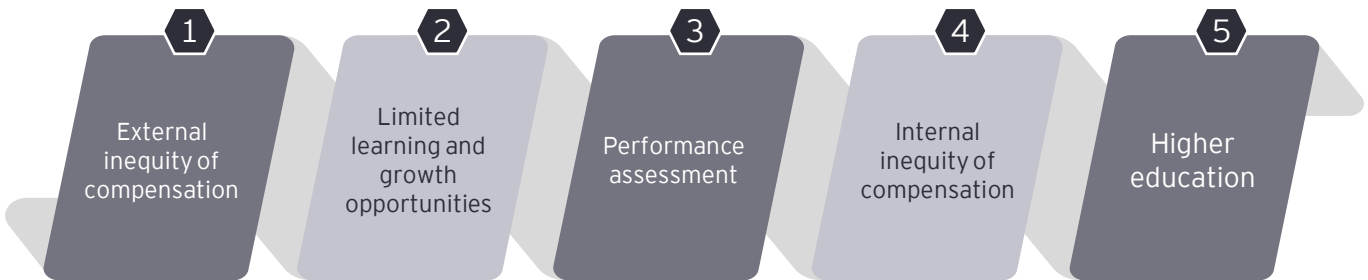 1
External
inequity of
compensation
2
Limited
learning and
growth
opportunities
3
Performance
assessment
4
Internal
inequity of
compensation
5
Higher
education